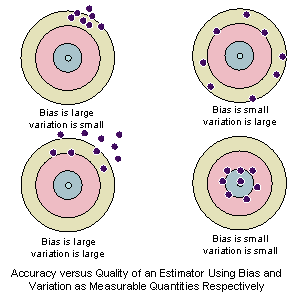 Bias is large
variation is small
Bias is small
variation is large
Bias is large
variation is large
Bias is small
variation is small
Accuracy versus Quality of an Estimator Using Bias and
Variation as Measurable Quantities Respectively